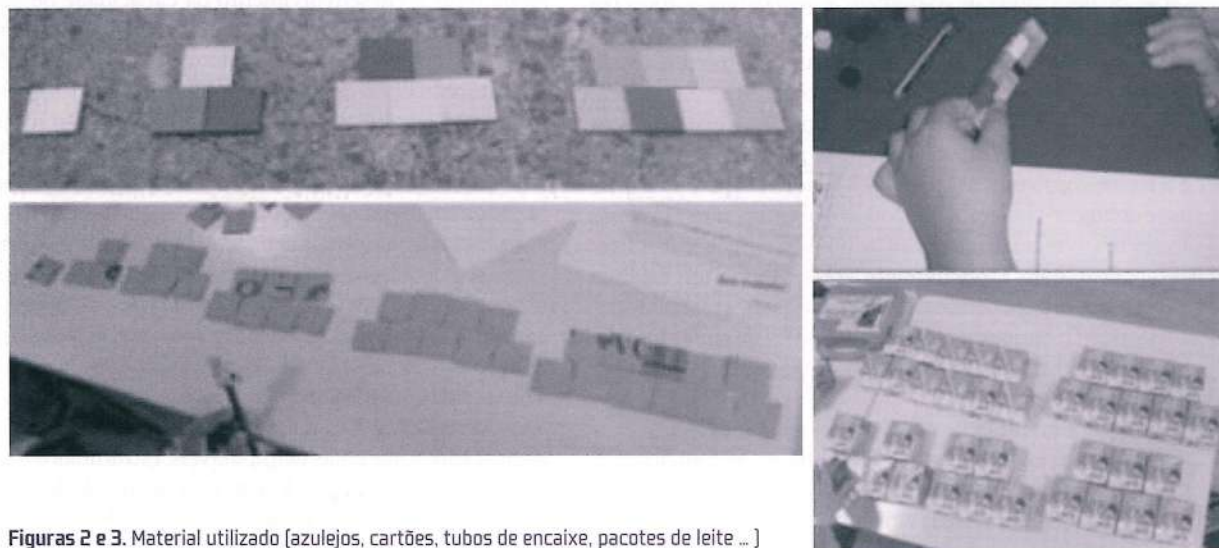 Figuras 2 e 3. Material utilizado (azulejos, cartões, tubos de encaixe, pacotes de leite ... )